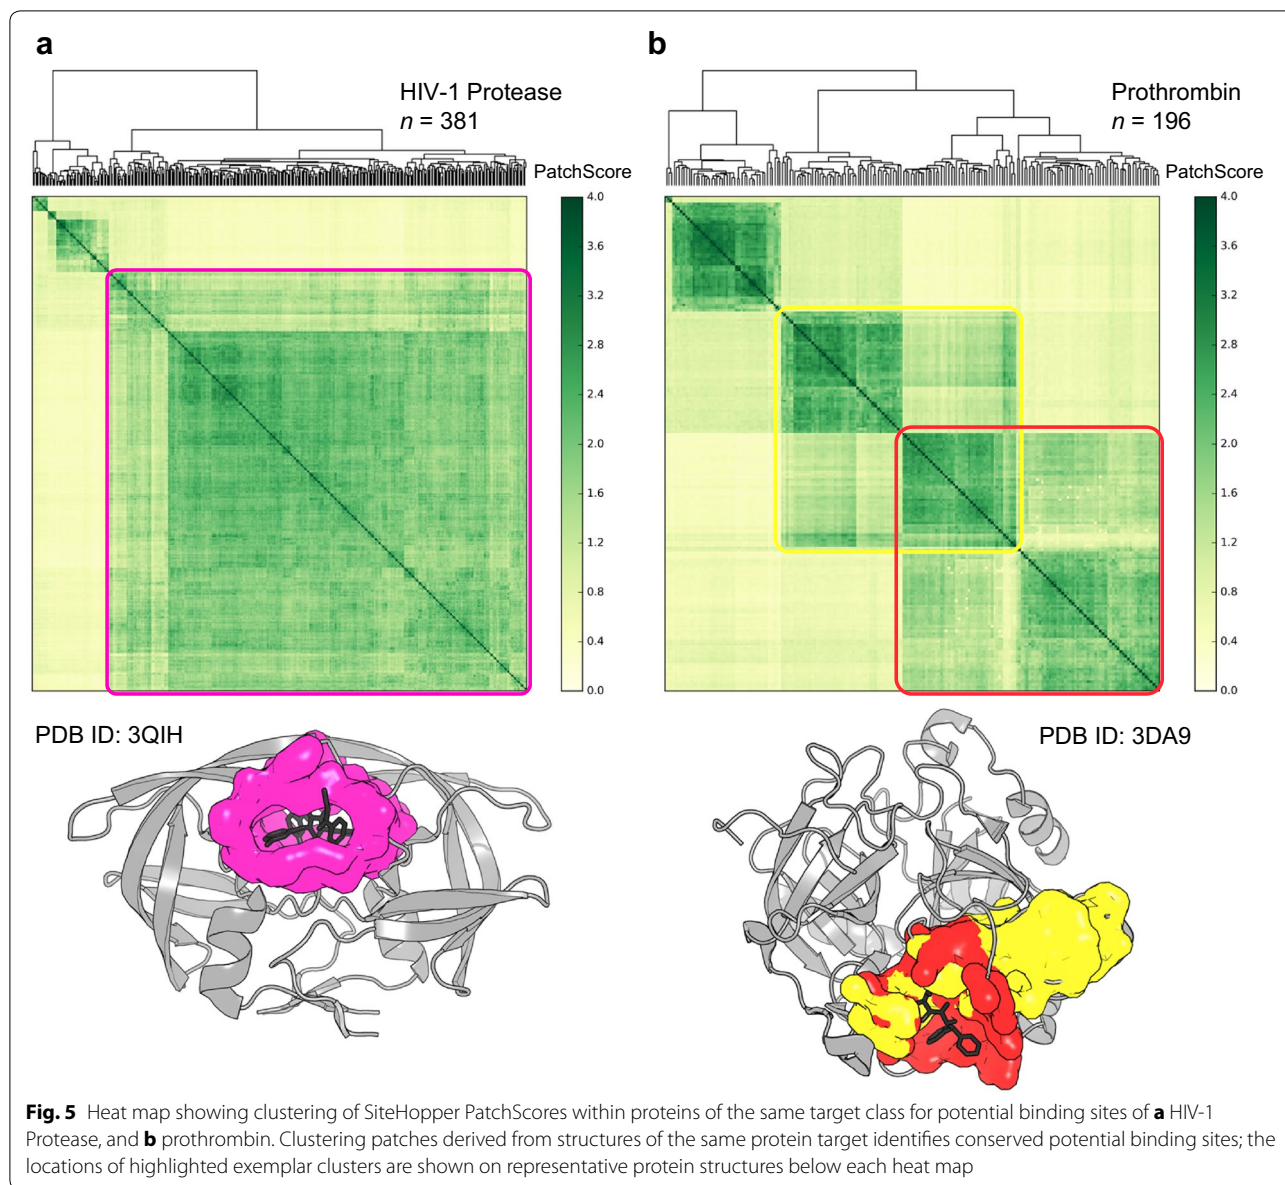 a
HIV-1 Protease
n = 381
PatchScore
4.0
3.6
3.2
2.8
2.4
2.0
1.6
1.2
0.8
0.4
0.0
PDB ID: 3QIH
b
Prothrombin
n = 196
PatchScore
4.0
3.6
3.2
2.8
2.4
2.0
1.6
1.2
0.8
0.4
0.0
PDB ID: 3DA9
Fig. 5 Heat map showing clustering of SiteHopper PatchScores within proteins of the same target class for potential binding sites of a HIV-1
Protease, and b prothrombin. Clustering patches derived from structures of the same protein target identifies conserved potential binding sites; the
locations of highlighted exemplar clusters are shown on representative protein structures below each heat map